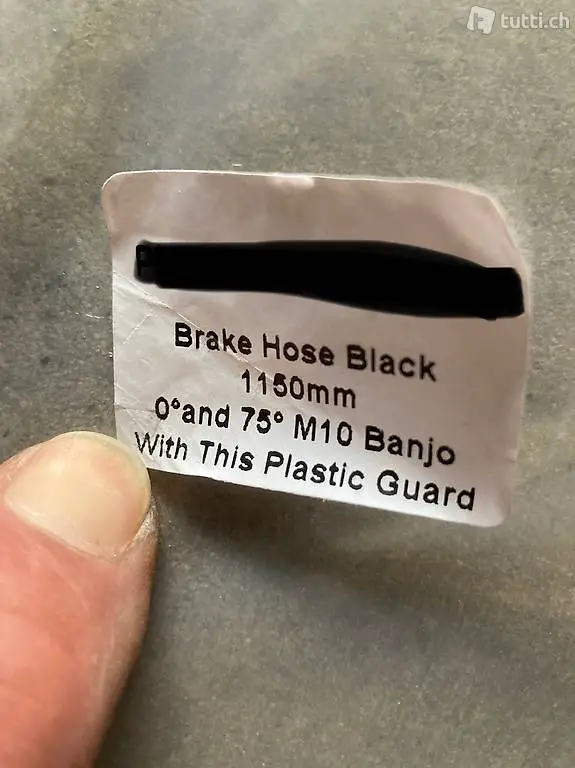 tutti.ch
Brake Hose Black
1150mm
0°and 75° M10 Banjo
With This Plastic Guard